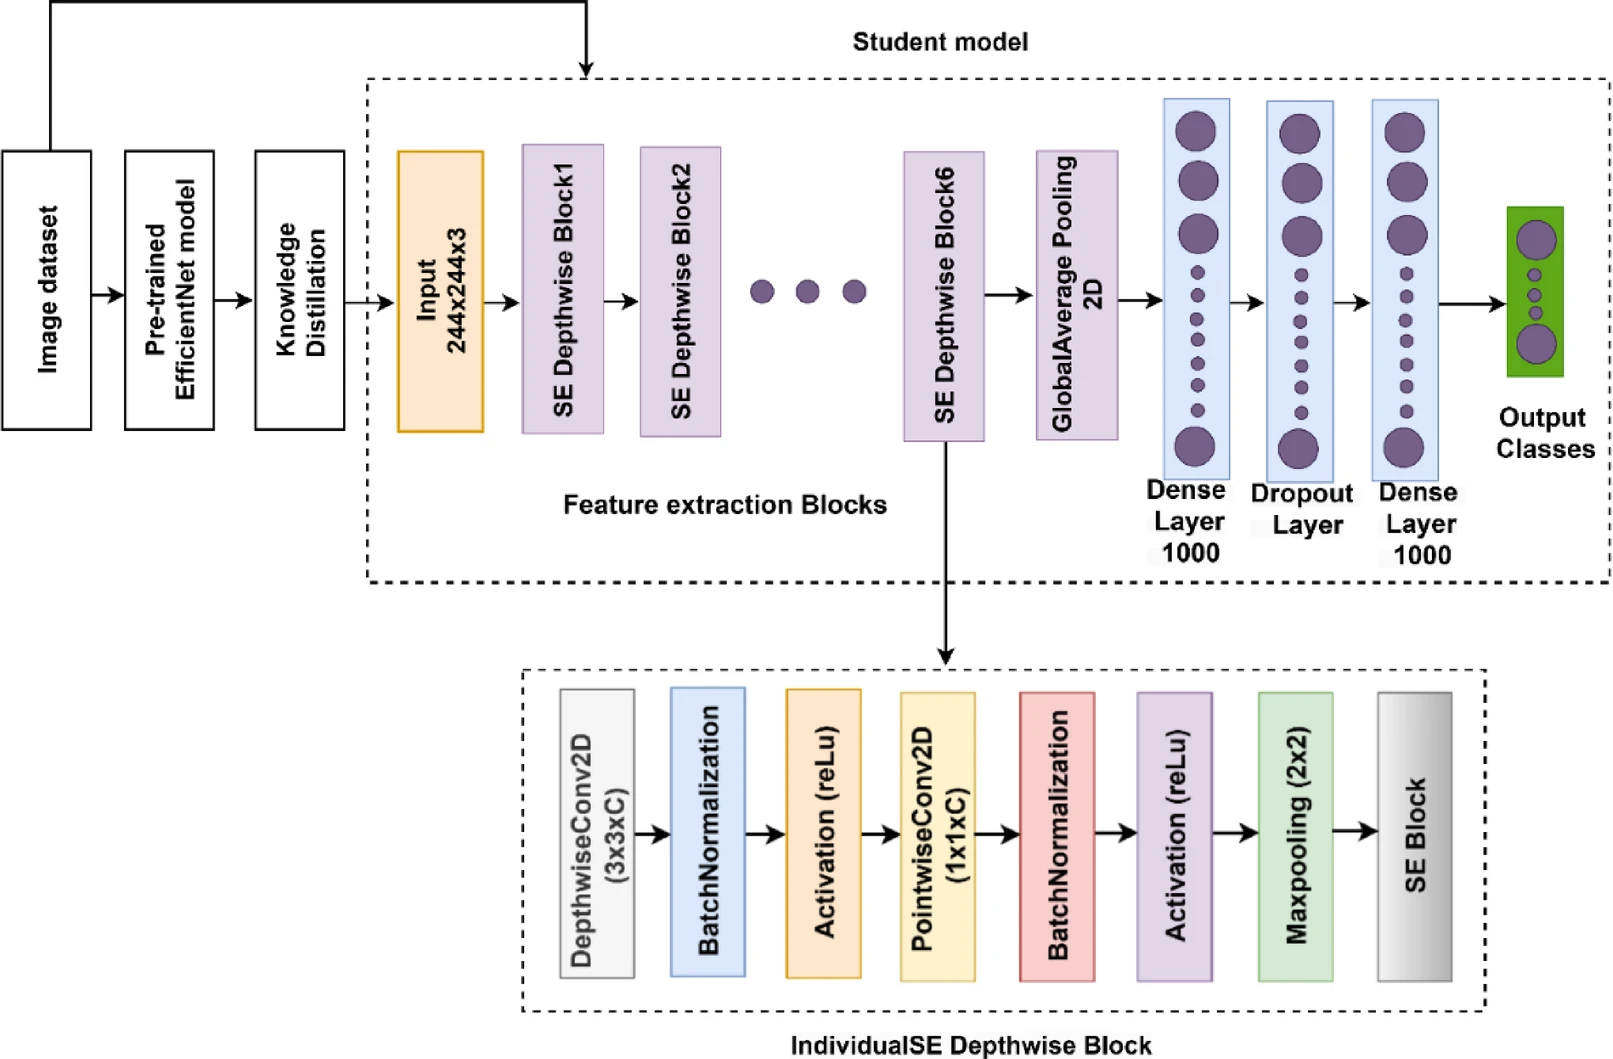 Student model
Image dataset
Pre-trained
EfficientNet model
Knowledge
Distillation
Input
244x244x3
SE Depthwise Block1
SE Depthwise Block2
SE Depthwise Block6
GlobalAverage Pooling
2D
Dense
Layer
1000
Dropout
Layer
Dense
Layer
1000
Output
Classes
Feature extraction Blocks
DepthwiseConv2D
(3x3xC)
BatchNormalization
Activation (reLu)
PointwiseConv2D
(1x1xC)
BatchNormalization
Activation (reLu)
Maxpooling (2x2)
SE Block
IndividualSE Depthwise Block